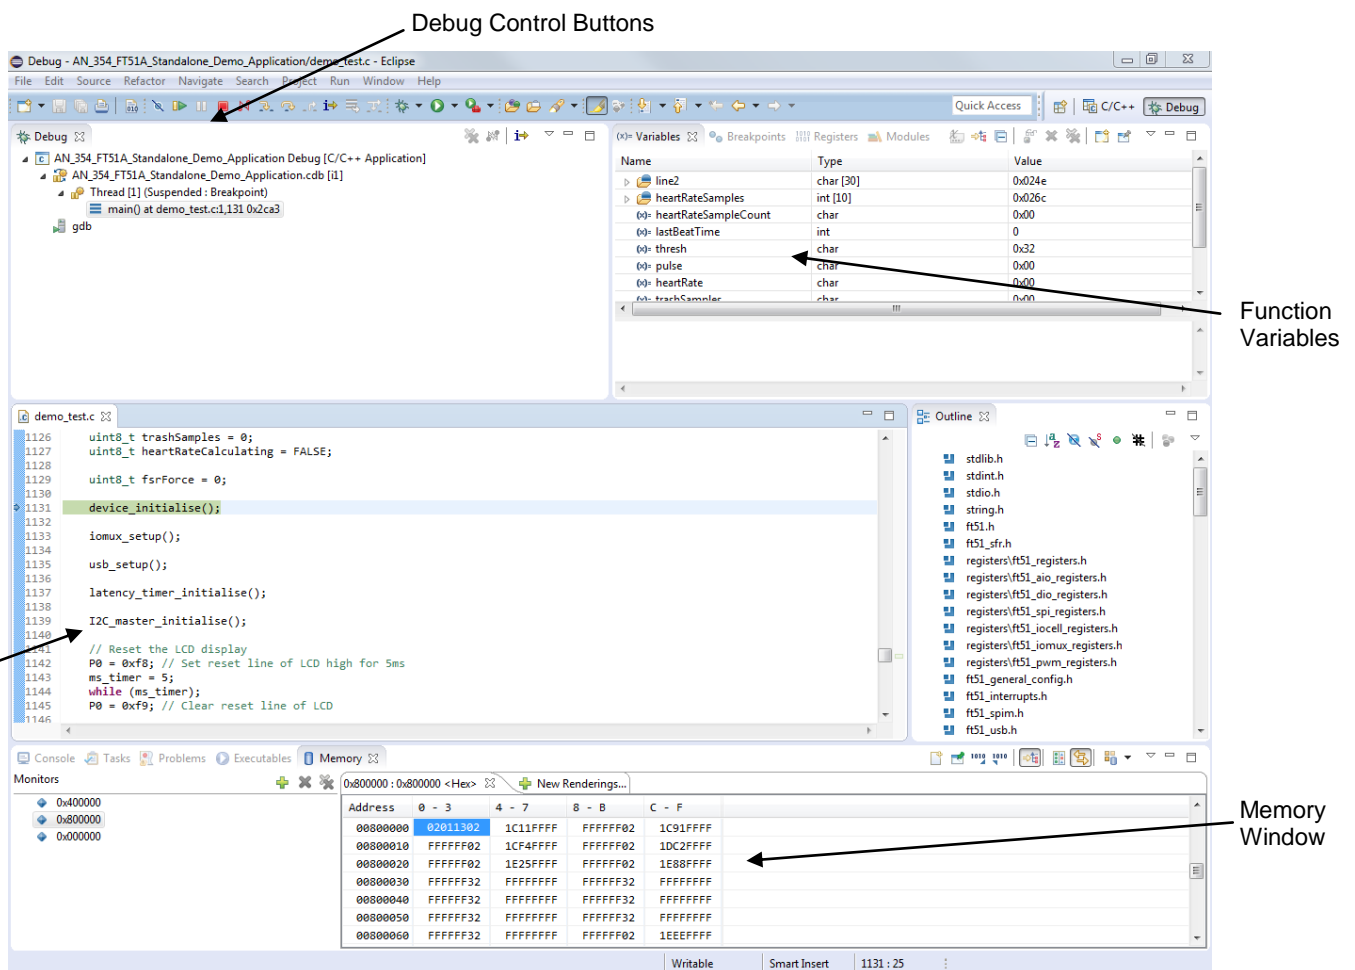 Debug Control Buttons
Debug - AN_354_FT51A_Standalone_Demo_Application/demo_test.c - Eclipse
File Edit Source Refactor Navigate Search Project Run Window Help
Quick Access C/C++ Debug
Debug
AN_354_FT51A_Standalone_Demo_Application Debug [C/C++ Application]
AN_354_FT51A_Standalone_Demo_Application.cdb [i1]
Thread [1] (Suspended : Breakpoint)
main() at demo_test.c:1,131 0x2ca3
gdb
(x)= Variables Breakpoints Registers Modules
Name Type Value
line2 char [30] 0x024e
heartRateSamples int [10] 0x026c
(x)= heartRateSampleCount char 0x00
(x)= lastBeatTime int 0
(x)= thresh char 0x32
(x)= pulse char 0x00
(x)= heartRate char 0x00
(x)= trashSamples char 0x00
Function
Variables
demo_test.c
1126 uint8_t trashSamples = 0;
1127 uint8_t heartRateCalculating = FALSE;
1128
1129 uint8_t fsrForce = 0;
1130
1131 device_initialise();
1132
1133 iomux_setup();
1134
1135 usb_setup();
1136
1137 latency_timer_initialise();
1138
1139 I2C_master_initialise();
1140
1141 // Reset the LCD display
1142 P0 = 0xf8; // Set reset line of LCD high for 5ms
1143 ms_timer = 5;
1144 while (ms_timer);
1145 P0 = 0xf9; // Clear reset line of LCD
1146
Outline
stdlib.h
stdint.h
stdio.h
string.h
ft51.h
ft51_sfr.h
registers\ft51_registers.h
registers\ft51_aio_registers.h
registers\ft51_dio_registers.h
registers\ft51_spi_registers.h
registers\ft51_iocell_registers.h
registers\ft51_iomux_registers.h
registers\ft51_pwm_registers.h
ft51_general_config.h
ft51_interrupts.h
ft51_spim.h
ft51_usb.h
Console Tasks Problems Executables Memory
Monitors
0x400000
0x800000
0x000000
0x800000 : 0x800000 <Hex> New Renderings...
Address 0 - 3 4 - 7 8 - B C - F
00800000 02011302 1C11FFFF FFFFFF02 1C91FFFF
00800010 FFFFFF02 1CF4FFFF FFFFFF02 1DC2FFFF
00800020 FFFFFF02 1E25FFFF FFFFFF02 1E88FFFF
00800030 FFFFFF32 FFFFFFFF FFFFFF32 FFFFFFFF
00800040 FFFFFF32 FFFFFFFF FFFFFF32 FFFFFFFF
00800050 FFFFFF32 FFFFFFFF FFFFFF32 FFFFFFFF
00800060 FFFFFF32 FFFFFFFF FFFFFF02 1EEEFFFF
Memory
Window
Writable Smart Insert 1131 : 25